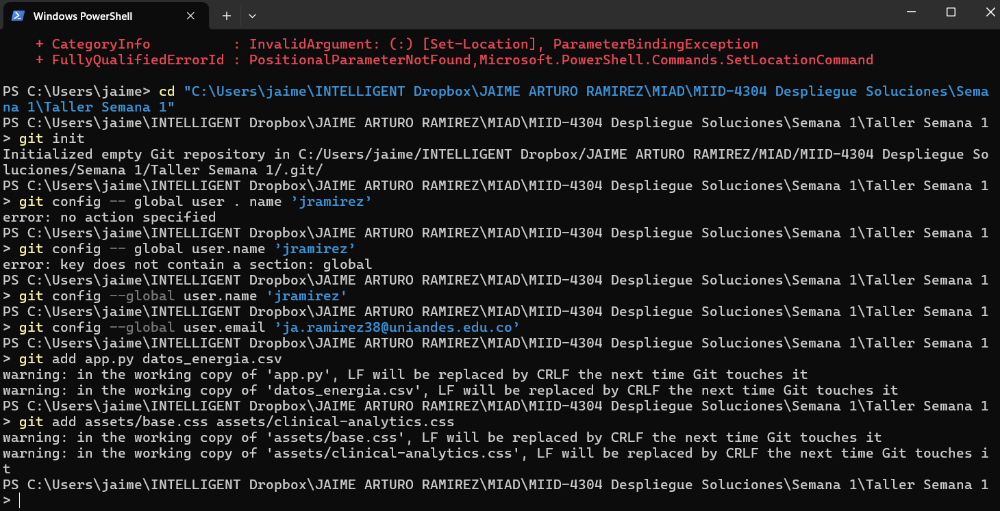 Windows PowerShell
+ CategoryInfo          : InvalidArgument: (:) [Set-Location], ParameterBindingException
+ FullyQualifiedErrorId : PositionalParameterNotFound,Microsoft.PowerShell.Commands.SetLocationCommand
PS C:\Users\jaime> cd "C:\Users\jaime\INTELLIGENT Dropbox\JAIME ARTURO RAMIREZ\MIAD\MIID-4304 Despliegue Soluciones\Sema
na 1\Taller Semana 1"
PS C:\Users\jaime\INTELLIGENT Dropbox\JAIME ARTURO RAMIREZ\MIAD\MIID-4304 Despliegue Soluciones\Semana 1\Taller Semana 1
> git init
Initialized empty Git repository in C:/Users/jaime/INTELLIGENT Dropbox/JAIME ARTURO RAMIREZ/MIAD/MIID-4304 Despliegue So
luciones/Semana 1/Taller Semana 1/.git/
PS C:\Users\jaime\INTELLIGENT Dropbox\JAIME ARTURO RAMIREZ\MIAD\MIID-4304 Despliegue Soluciones\Semana 1\Taller Semana 1
> git config -- global user . name ’jramirez’
error: no action specified
PS C:\Users\jaime\INTELLIGENT Dropbox\JAIME ARTURO RAMIREZ\MIAD\MIID-4304 Despliegue Soluciones\Semana 1\Taller Semana 1
> git config -- global user.name ’jramirez’
error: key does not contain a section: global
PS C:\Users\jaime\INTELLIGENT Dropbox\JAIME ARTURO RAMIREZ\MIAD\MIID-4304 Despliegue Soluciones\Semana 1\Taller Semana 1
> git config --global user.name 'jramirez'
PS C:\Users\jaime\INTELLIGENT Dropbox\JAIME ARTURO RAMIREZ\MIAD\MIID-4304 Despliegue Soluciones\Semana 1\Taller Semana 1
> git config --global user.email ’ja.ramirez38@uniandes.edu.co’
PS C:\Users\jaime\INTELLIGENT Dropbox\JAIME ARTURO RAMIREZ\MIAD\MIID-4304 Despliegue Soluciones\Semana 1\Taller Semana 1
> git add app.py datos_energia.csv
warning: in the working copy of 'app.py', LF will be replaced by CRLF the next time Git touches it
warning: in the working copy of 'datos_energia.csv', LF will be replaced by CRLF the next time Git touches it
PS C:\Users\jaime\INTELLIGENT Dropbox\JAIME ARTURO RAMIREZ\MIAD\MIID-4304 Despliegue Soluciones\Semana 1\Taller Semana 1
> git add assets/base.css assets/clinical-analytics.css
warning: in the working copy of 'assets/base.css', LF will be replaced by CRLF the next time Git touches it
warning: in the working copy of 'assets/clinical-analytics.css', LF will be replaced by CRLF the next time Git touches i
t
PS C:\Users\jaime\INTELLIGENT Dropbox\JAIME ARTURO RAMIREZ\MIAD\MIID-4304 Despliegue Soluciones\Semana 1\Taller Semana 1
>